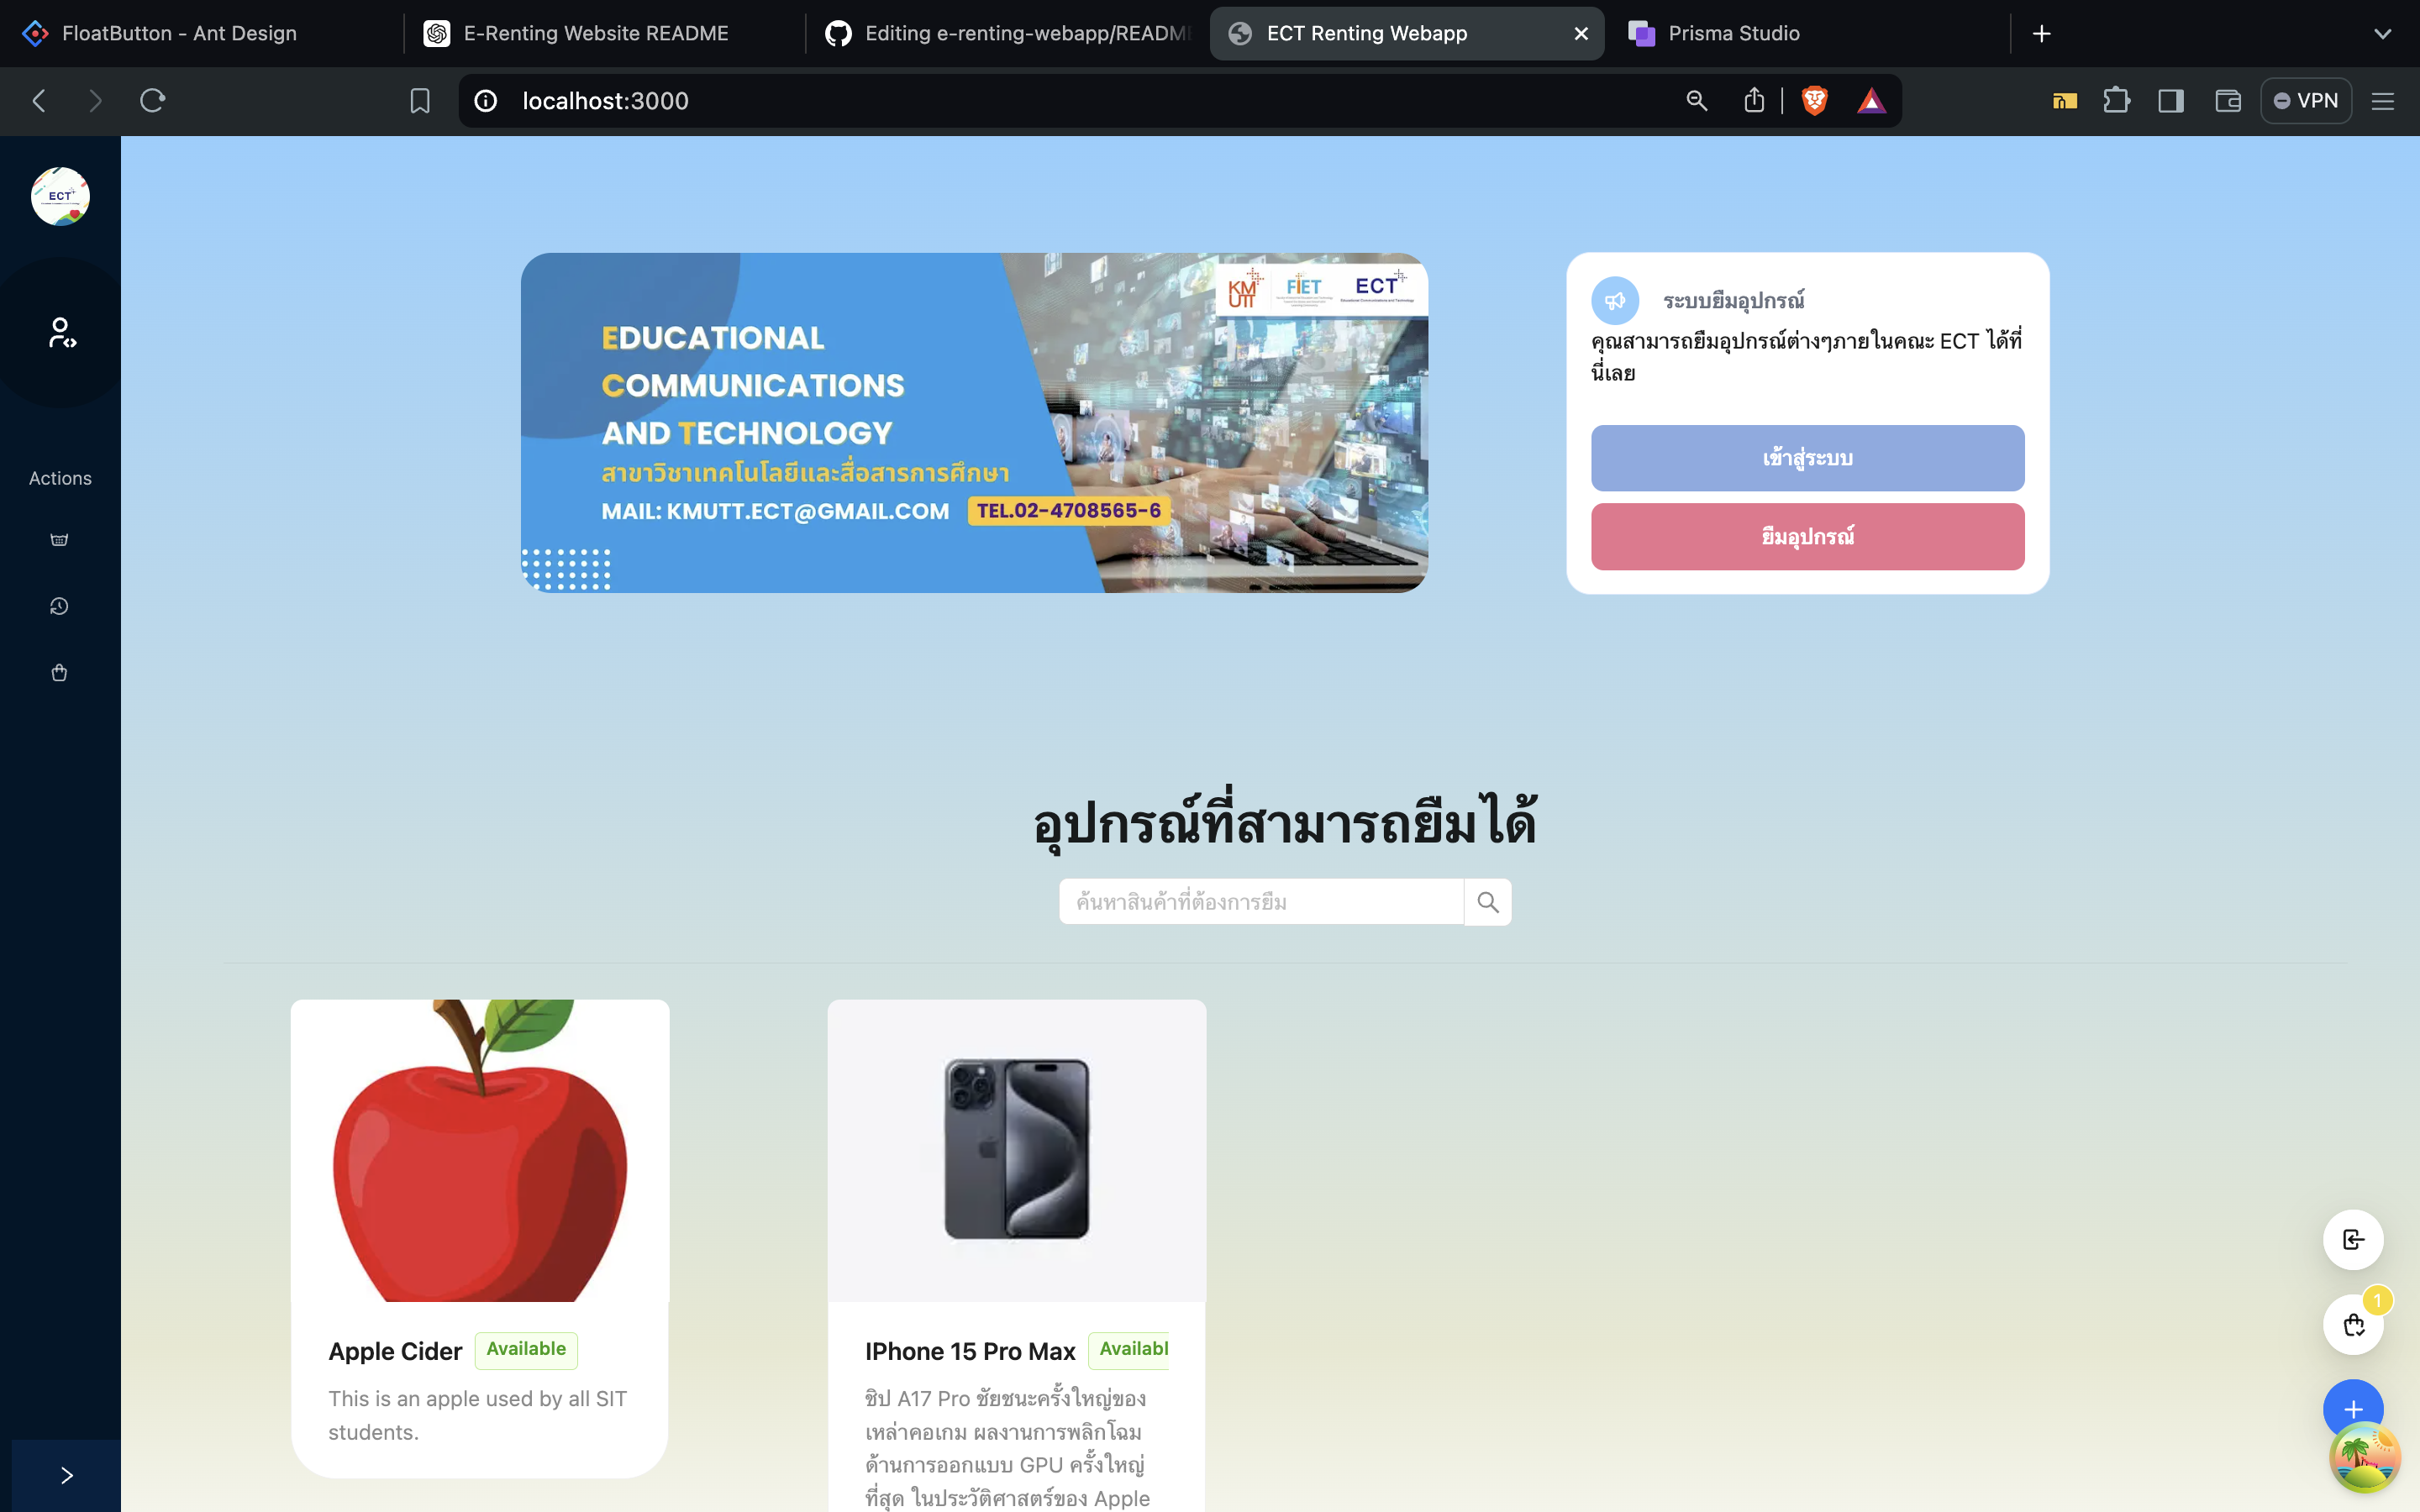 FloatButton - Ant Design
E-Renting Website README
Editing e-renting-webapp/READM
ECT Renting Webapp
Prisma Studio
localhost:3000
VPN
ECT
Actions
KMUTT
FIET
ECT
EDUCATIONAL
COMMUNICATIONS
AND TECHNOLOGY
สาขาวิชาเทคโนโลยีและสื่อสารการศึกษา
MAIL: KMUTT.ECT@GMAIL.COM
TEL.02-4708565-6
ระบบยืมอุปกรณ์
คุณสามารถยืมอุปกรณ์ต่างๆภายในคณะ ECT ได้ที่
นี่เลย
เข้าสู่ระบบ
ยืมอุปกรณ์
อุปกรณ์ที่สามารถยืมได้
ค้นหาสินค้าที่ต้องการยืม
Apple Cider
Available
This is an apple used by all SIT
students.
IPhone 15 Pro Max
Availabl
ชิป A17 Pro ชัยชนะครั้งใหญ่ของ
เหล่าคอเกม ผลงานการพลิกโฉม
ด้านการออกแบบ GPU ครั้งใหญ่
ที่สุด ในประวัติศาสตร์ของ Apple
1